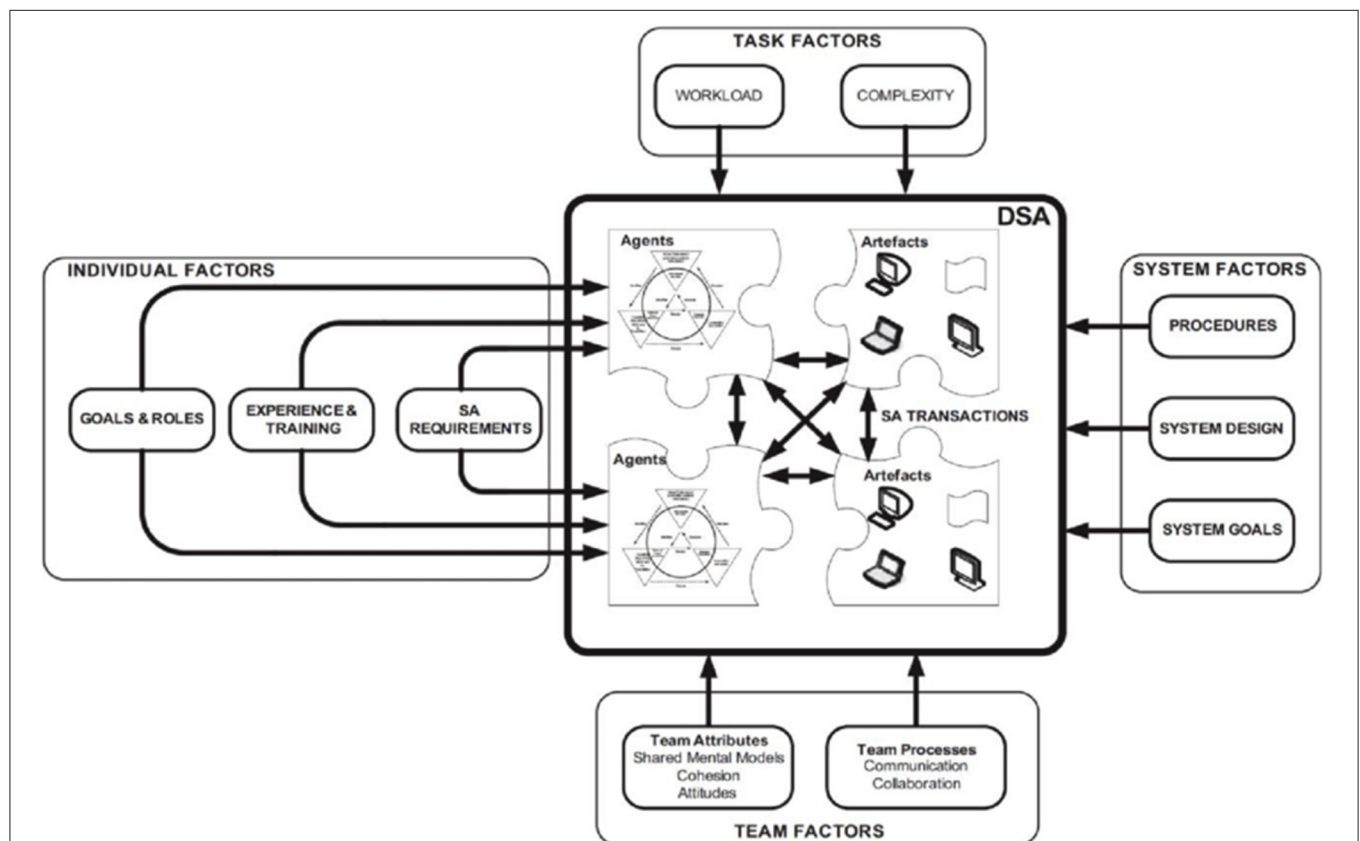 TASK FACTORS
WORKLOAD
COMPLEXITY
DSA
Agents
Artefacts
INDIVIDUAL FACTORS
SYSTEM FACTORS
PROCEDURES
GOALS & ROLES
EXPERIENCE &
TRAINING
SA
REQUIREMENTS
SA TRANSACTIONS
SYSTEM DESIGN
Agents
Artefacts
SYSTEM GOALS
Team Attributes
Shared Mental Models
Cohesion
Attitudes
Team Processes
Communication
Collaboration
TEAM FACTORS